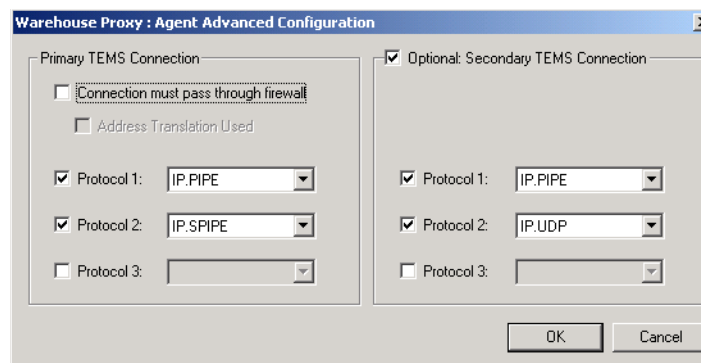 Warehouse Proxy : Agent Advanced Configuration
Primary TEMS Connection
Connection must pass through firewall
Address Translation Used
Protocol 1: IP.PIPE
Protocol 2: IP.SPIPE
Protocol 3:
Optional: Secondary TEMS Connection
Protocol 1: IP.PIPE
Protocol 2: IP.UDP
Protocol 3:
OK Cancel